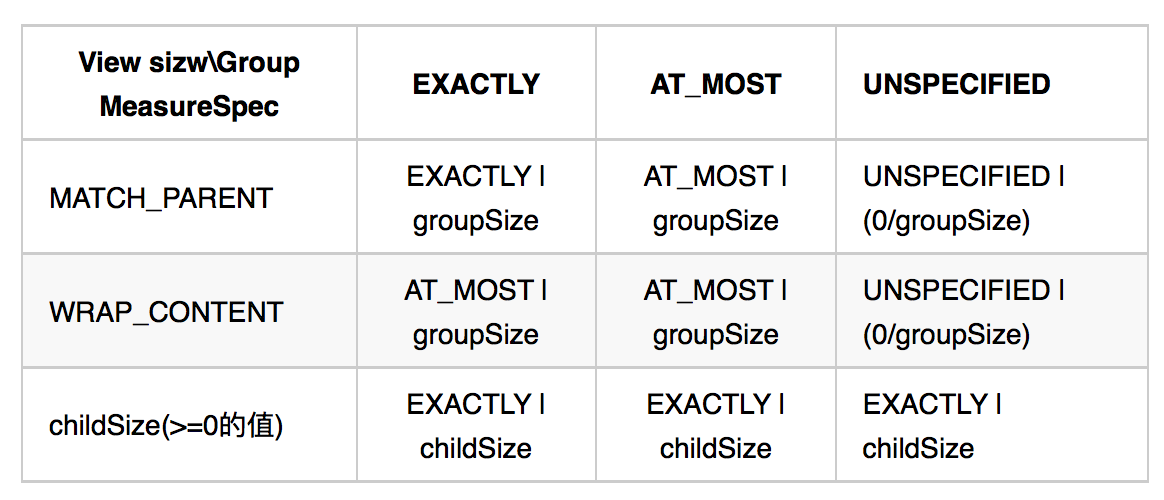 View sizw\Group
MeasureSpec
EXACTLY
AT_MOST
UNSPECIFIED
MATCH_PARENT
EXACTLY |
groupSize
AT_MOST |
groupSize
UNSPECIFIED |
(0/groupSize)
WRAP_CONTENT
AT_MOST |
groupSize
AT_MOST |
groupSize
UNSPECIFIED |
(0/groupSize)
childSize(>=0的值)
EXACTLY |
childSize
EXACTLY |
childSize
EXACTLY |
childSize